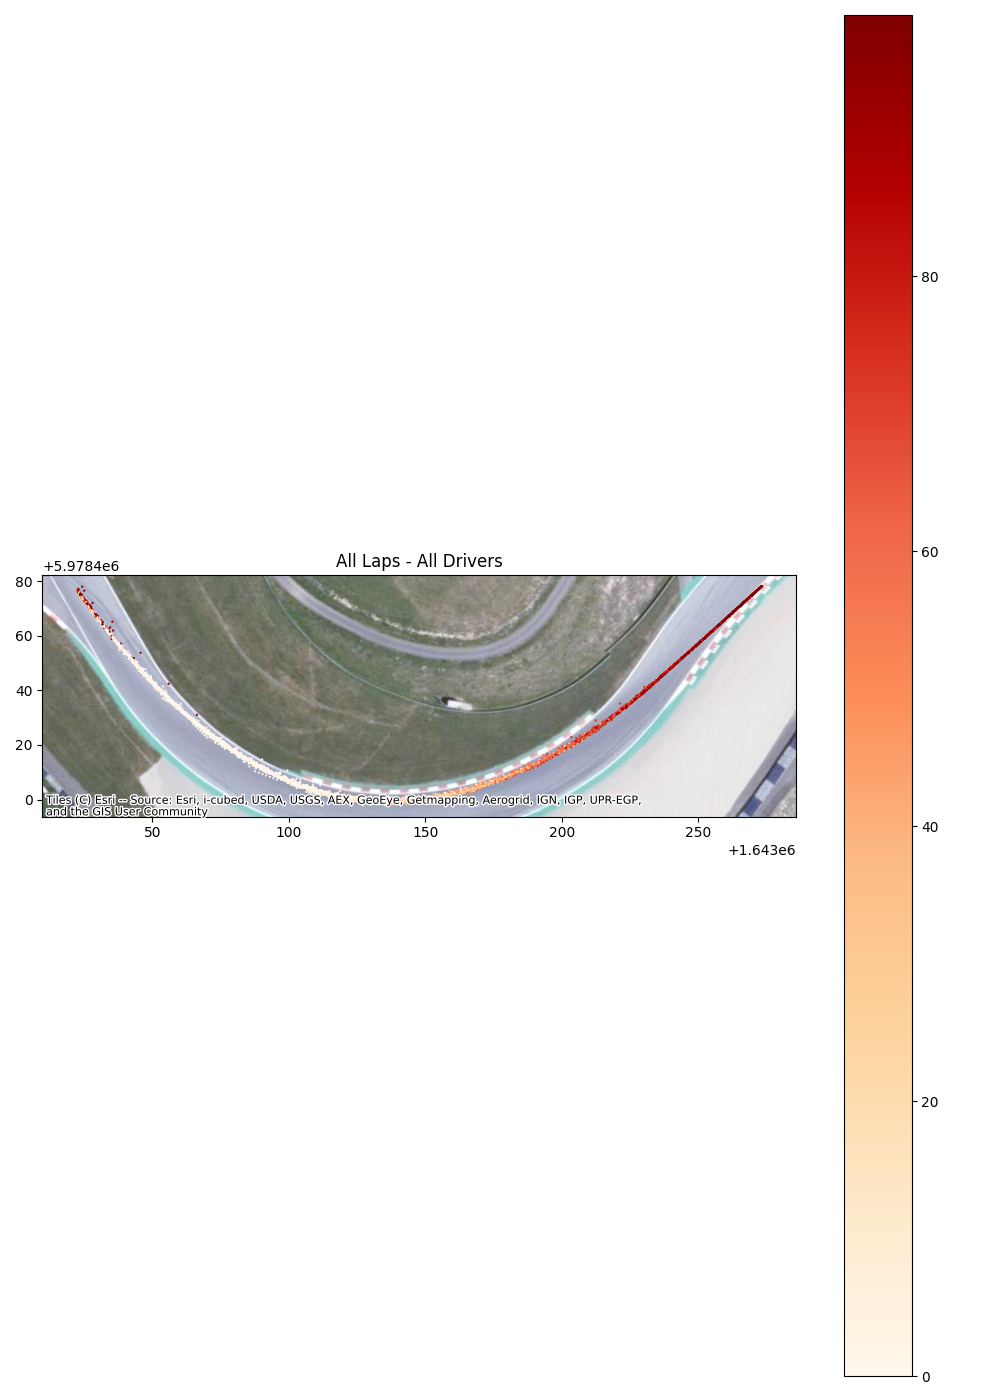 All Laps - All Drivers
+5.9784e6
80
60
40
20
0
Tiles (C) Esri -- Source: Esri, i-cubed, USDA, USGS, AEX, GeoEye, Getmapping, Aerogrid, IGN, IGP, UPR-EGP,
and the GIS User Community
50 100 150 200 250
+1.643e6
80
60
40
20
0